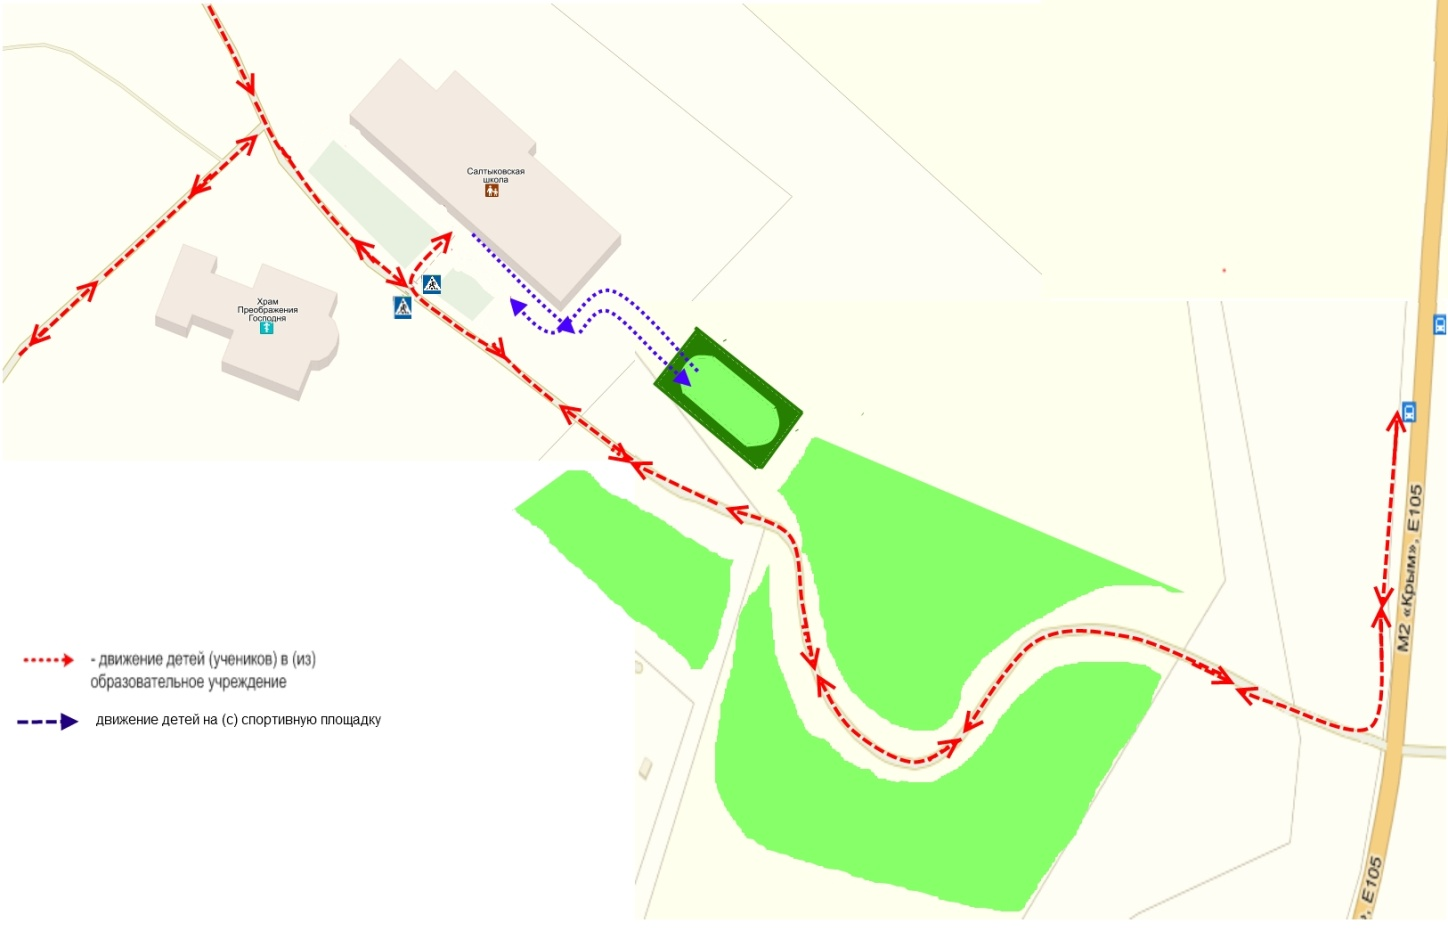 Салтыковская
школа
Храм
Преображения
Господня
М2 «Крым», Е105
- движение детей (учеников) в (из)
образовательное учреждение
движение детей на (с) спортивную площадку
, Е105